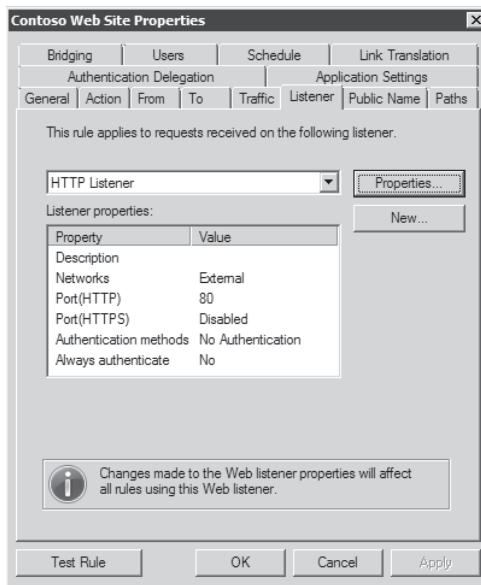 Contoso Web Site Properties
Bridging Users Schedule Link Translation
Authentication Delegation Application Settings
General Action From To Traffic Listener Public Name Paths
This rule applies to requests received on the following listener.
HTTP Listener Properties...
Listener properties: New...
Property Value
Description
Networks External
Port(HTTP) 80
Port(HTTPS) Disabled
Authentication methods No Authentication
Always authenticate No
Changes made to the Web listener properties will affect
all rules using this Web listener.
Test Rule OK Cancel Apply